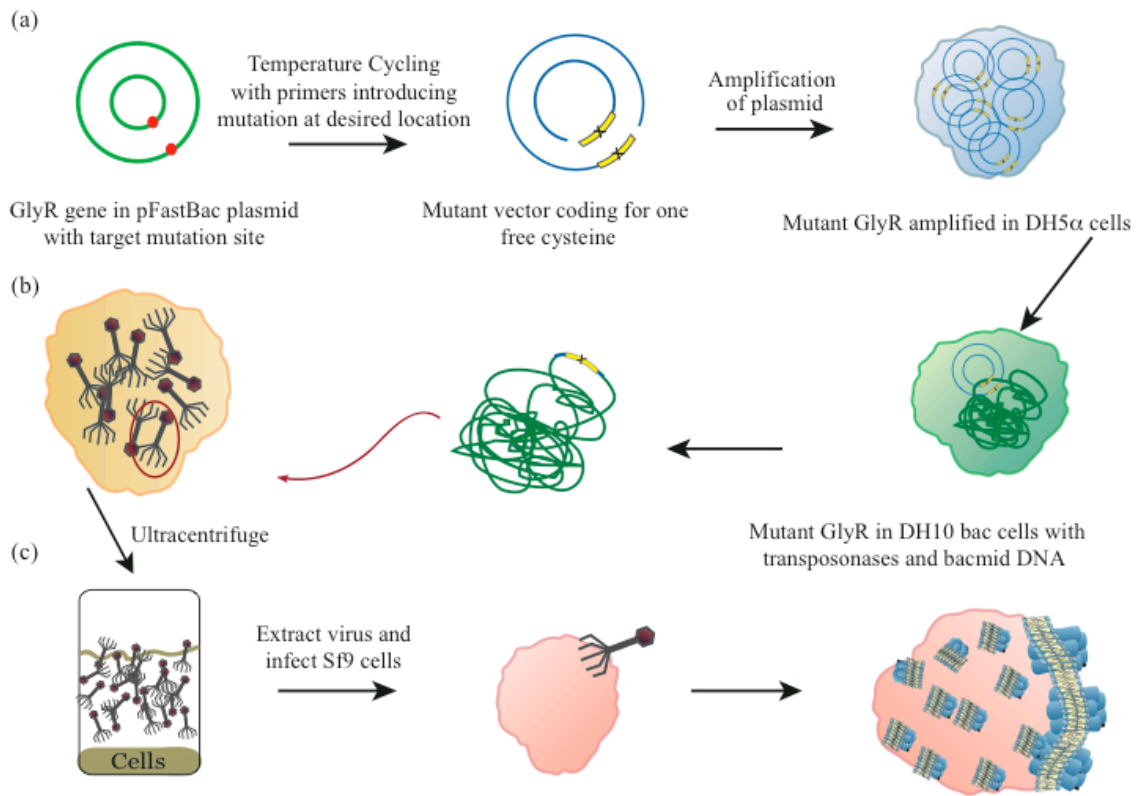 (a)
Temperature Cycling
with primers introducing
mutation at desired location
Amplification
of plasmid
GlyR gene in pFastBac plasmid
with target mutation site
Mutant vector coding for one
free cysteine
Mutant GlyR amplified in DH5α cells
(b)
Mutant GlyR in DH10 bac cells with
transposonases and bacmid DNA
Ultracentrifuge
(c)
Extract virus and
infect Sf9 cells
Cells